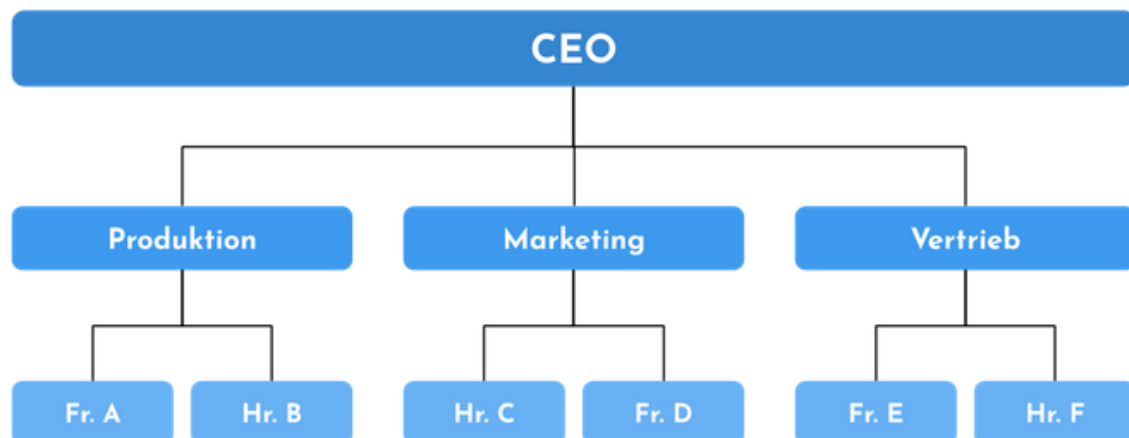 CEO
Produktion
Marketing
Vertrieb
Fr. A
Hr. B
Hr. C
Fr. D
Fr. E
Hr. F